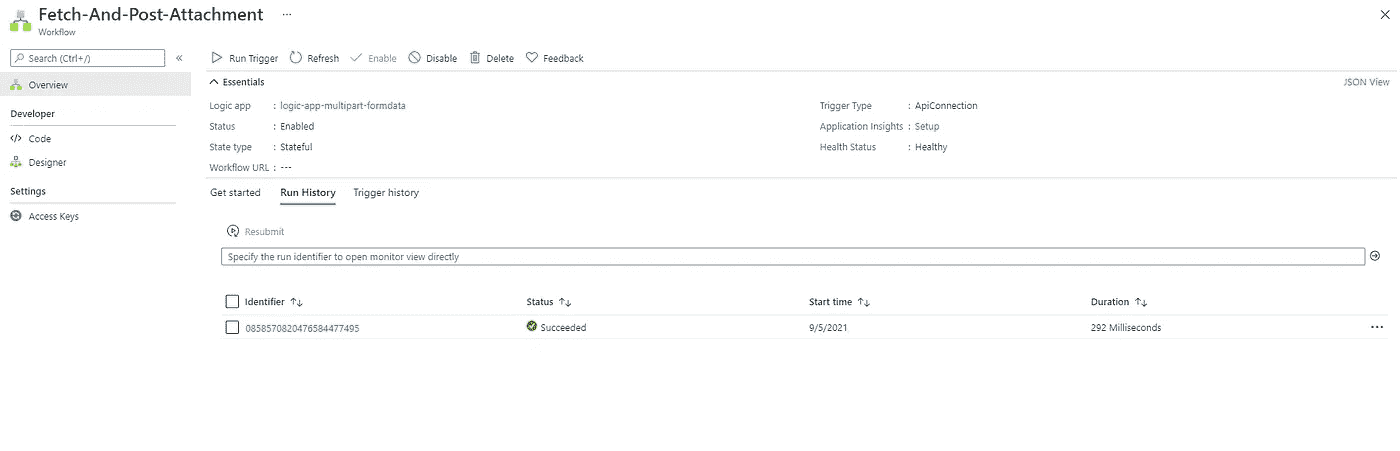 Fetch-And-Post-Attachment ...
Workflow
Search (Ctrl+/) «
Run Trigger Refresh Enable Disable Delete Feedback
Overview
Essentials JSON View
Developer
Code
Designer
Settings
Access Keys
Logic app : logic-app-multipart-formdata Trigger Type : ApiConnection
Status : Enabled Application Insights : Setup
State type : Stateful Health Status : Healthy
Workflow URL : ---
Get started Run History Trigger history
Resubmit
Specify the run identifier to open monitor view directly
Identifier Status Start time Duration
0858570820476584477495 Succeeded 9/5/2021 292 Milliseconds ...